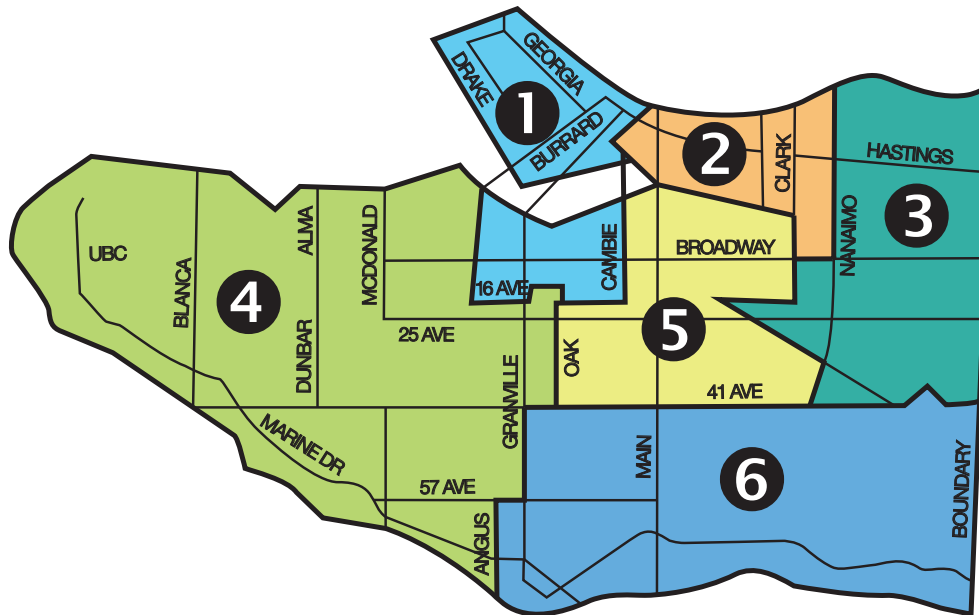 GEORGIA
DRAKE
1
BURRARD
2
CLARK
HASTINGS
3
NANAIMO
UBC
BLANCA
ALMA
MCDONALD
4
DUNBAR
16 AVE
CAMBIE
BROADWAY
25 AVE
OAK
5
41 AVE
GRANVILLE
MARINE DR
57 AVE
ANGUS
MAIN
6
BOUNDARY